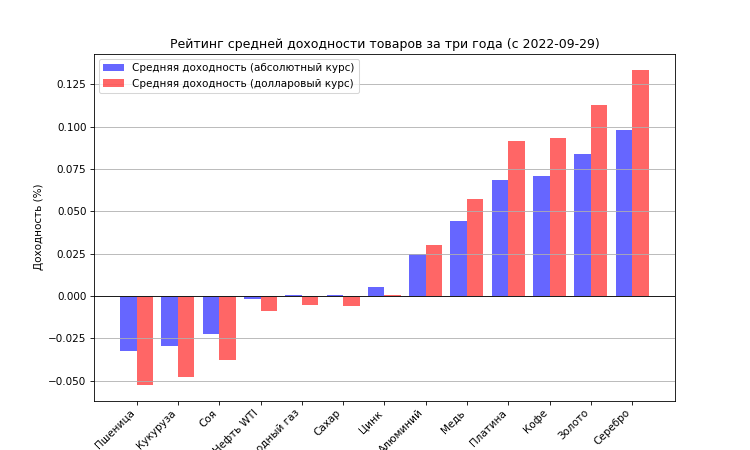 Рейтинг средней доходности товаров за три года (с 2022-09-29)
Средняя доходность (абсолютный курс)
Средняя доходность (долларовый курс)
Доходность (%)
0.125
0.100
0.075
0.050
0.025
0.000
−0.025
−0.050
Пшеница
Кукуруза
Соя
Нефть WTI
одный газ
Сахар
Цинк
Алюминий
Медь
Платина
Кофе
Золото
Серебро